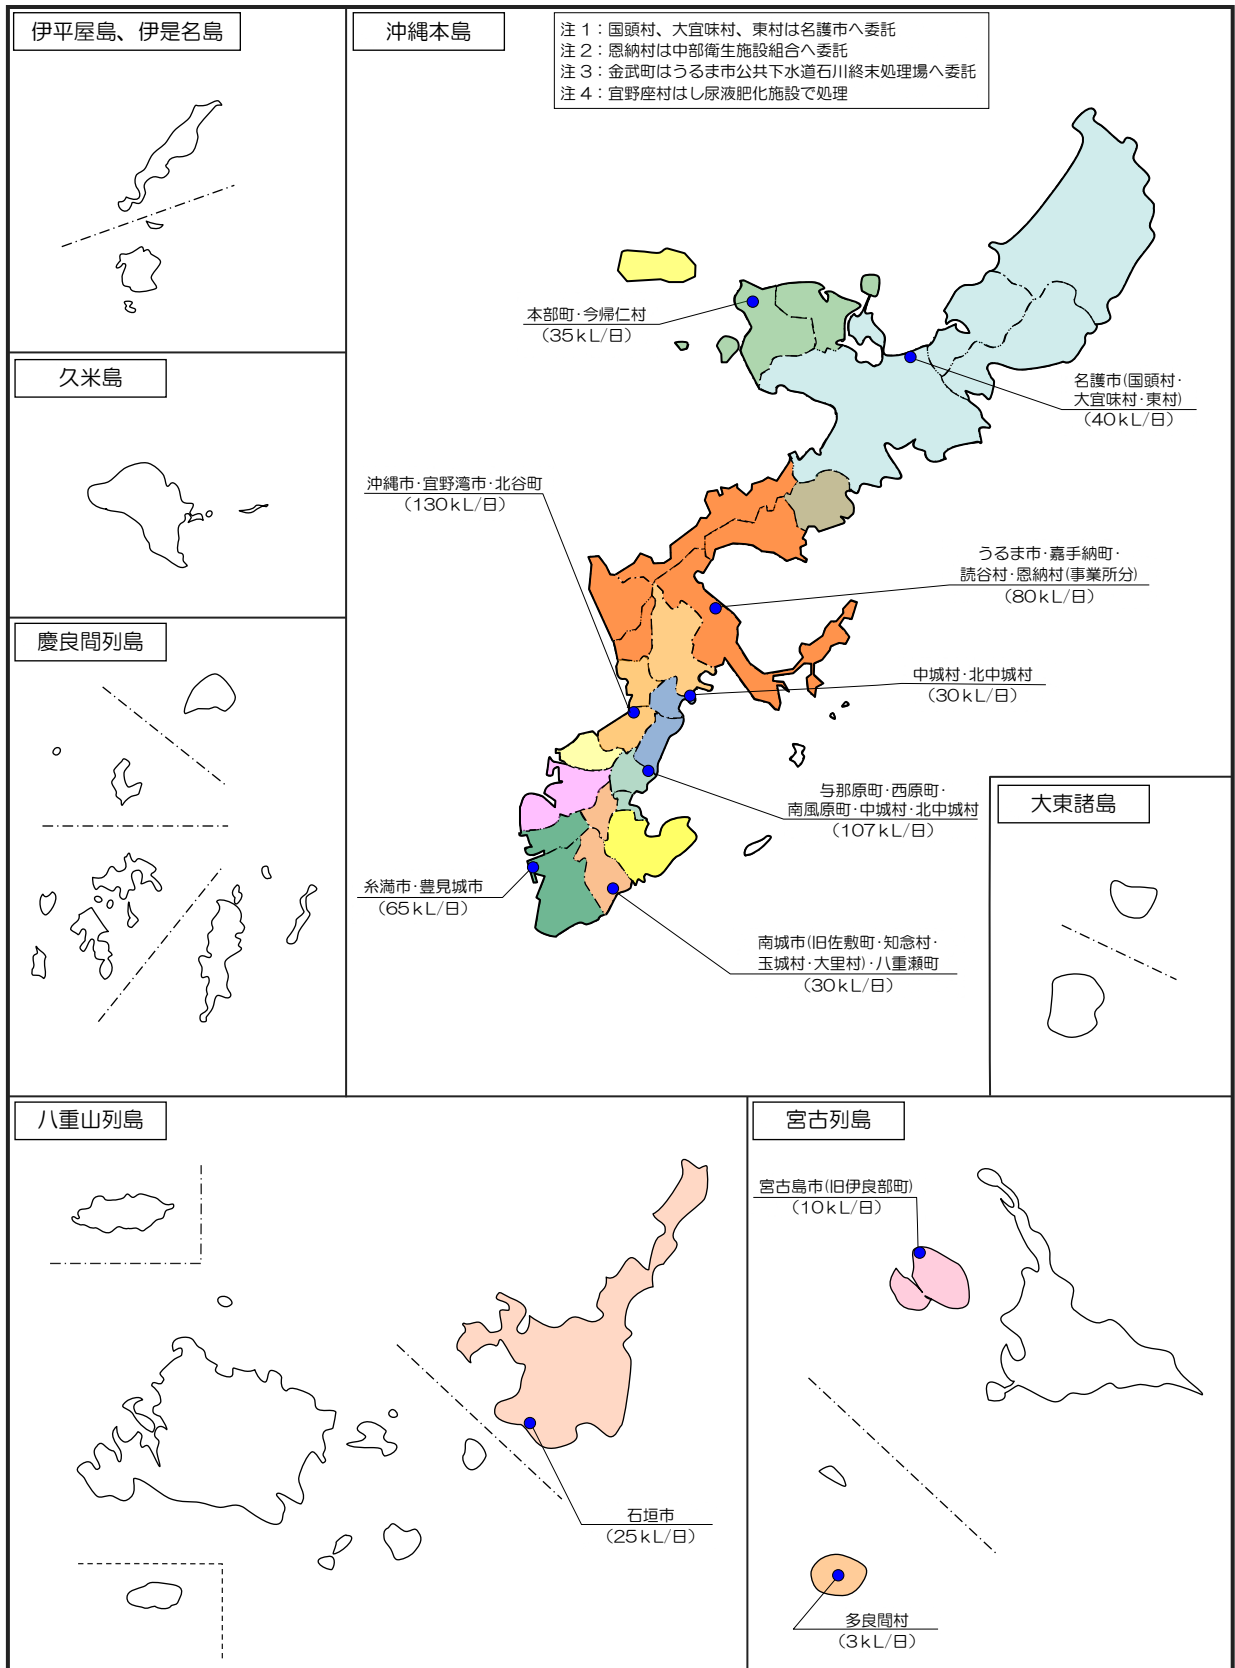 伊平屋島、伊是名島
沖縄本島
注１：国頭村、大宜味村、東村は名護市へ委託
注２：恩納村は中部衛生施設組合へ委託
注３：金武町はうるま市公共下水道石川終末処理場へ委託
注４：宜野座村はし尿液肥化施設で処理
本部町・今帰仁村
（35kL/日）
久米島
名護市(国頭村・
大宜味村・東村)
（40kL/日）
沖縄市・宜野湾市・北谷町
（130kL/日）
うるま市・嘉手納町・
読谷村・恩納村(事業所分)
（80kL/日）
慶良間列島
中城村・北中城村
（30kL/日）
与那原町・西原町・
南風原町・中城村・北中城村
（107kL/日）
大東諸島
糸満市・豊見城市
（65kL/日）
南城市(旧佐敷町・知念村・
玉城村・大里村)・八重瀬町
（30kL/日）
八重山列島
宮古列島
宮古島市(旧伊良部町)
（10kL/日）
石垣市
（25kL/日）
多良間村
（3kL/日）